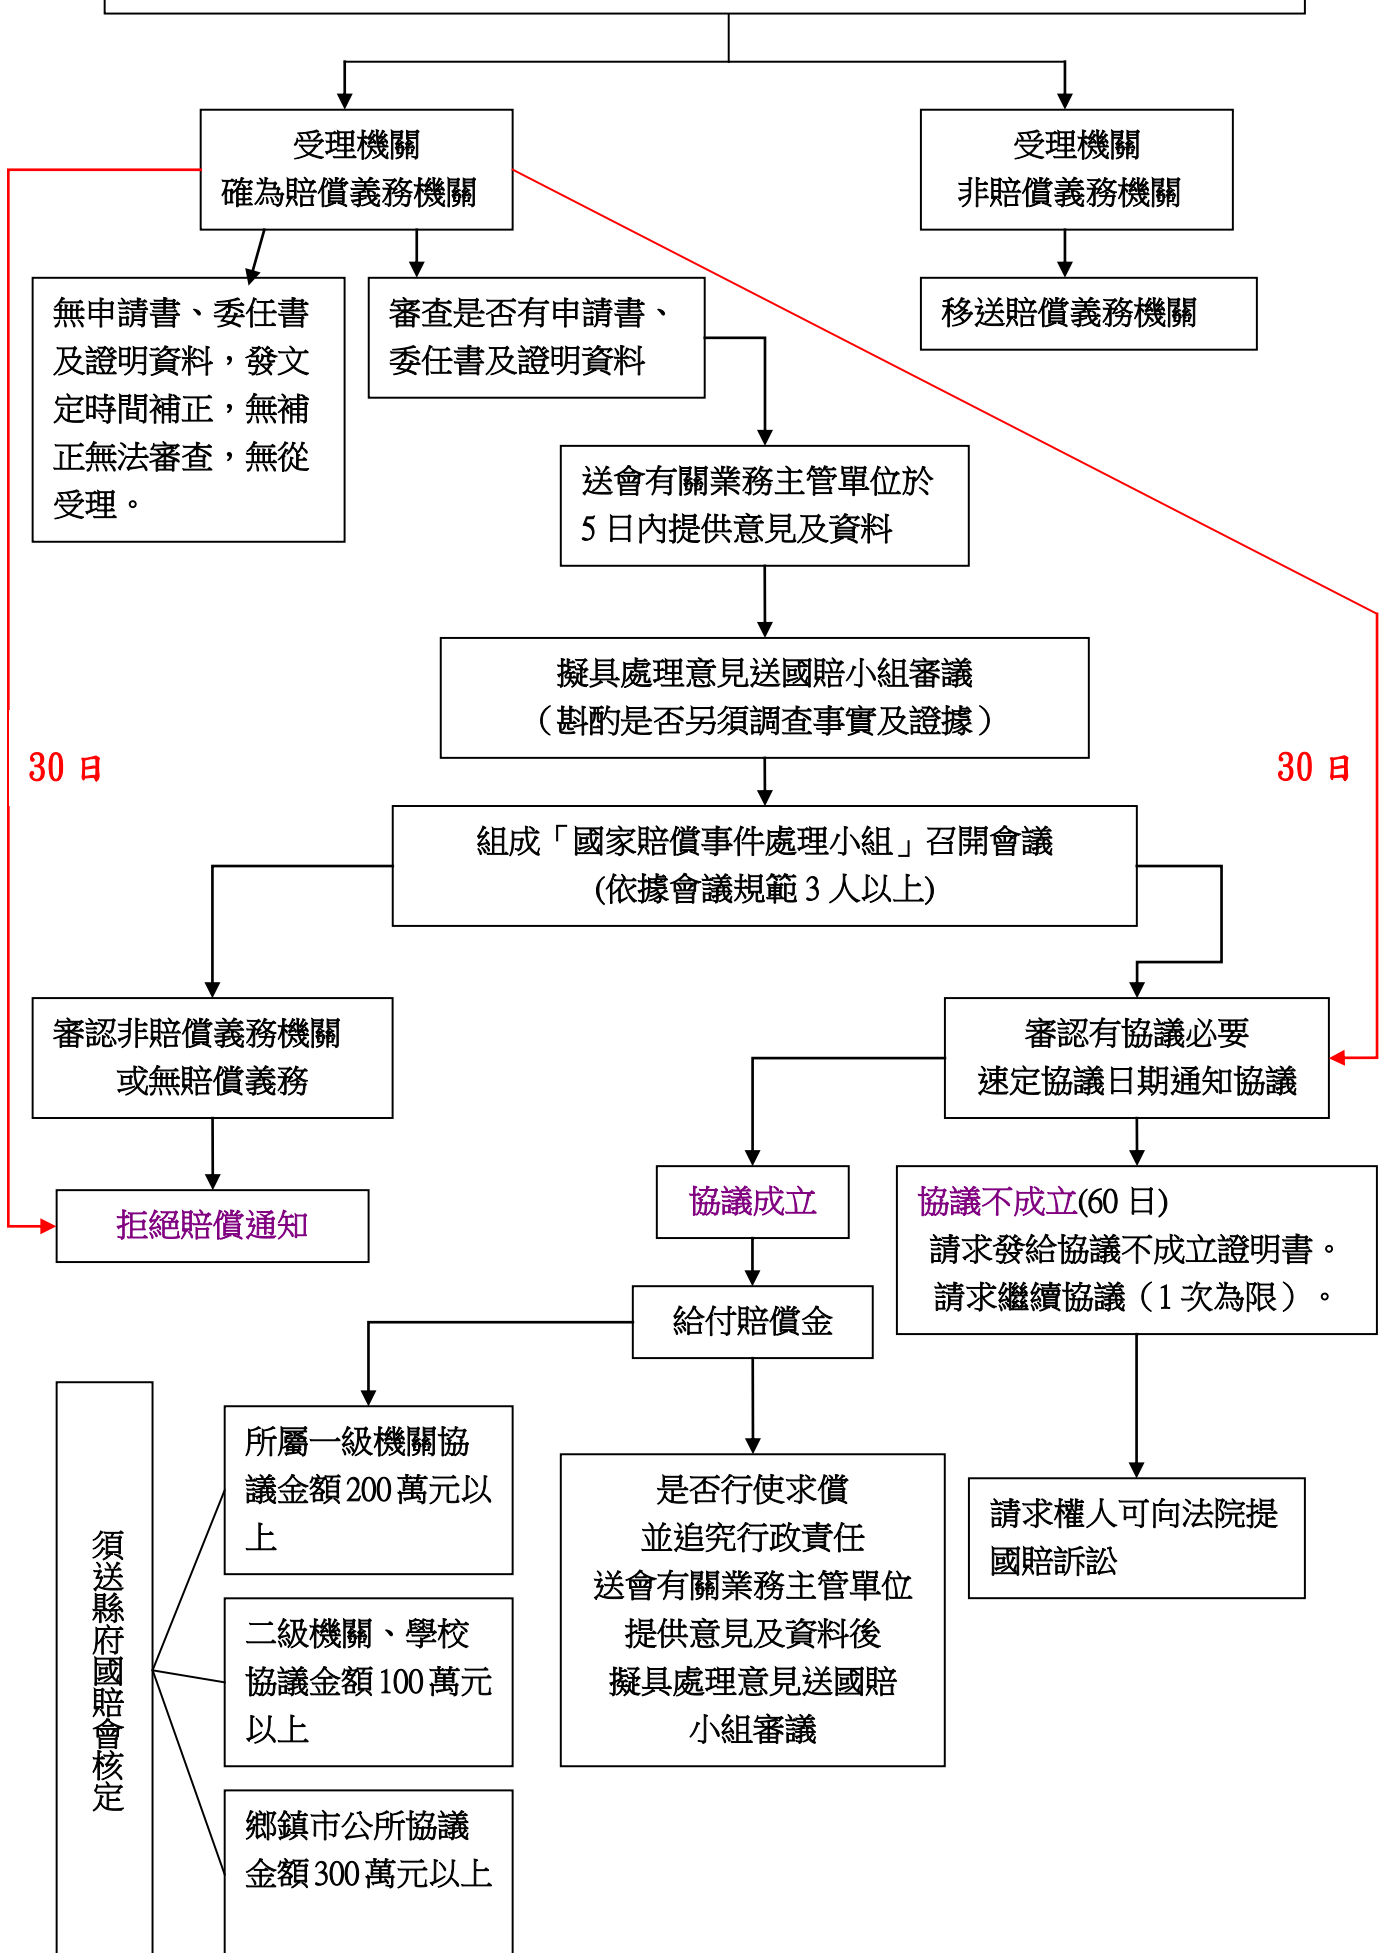 受理機關
確為賠償義務機關
受理機關
非賠償義務機關
無申請書、委任書
及證明資料，發文
定時間補正，無補
正無法審查，無從
受理。
審查是否有申請書、
委任書及證明資料
移送賠償義務機關
送會有關業務主管單位於
5 日內提供意見及資料
擬具處理意見送國賠小組審議
（斟酌是否另須調查事實及證據）
30 日
30 日
組成「國家賠償事件處理小組」召開會議
(依據會議規範 3 人以上)
審認非賠償義務機關
或無賠償義務
審認有協議必要
速定協議日期通知協議
拒絕賠償通知
協議成立
協議不成立(60 日)
請求發給協議不成立證明書。
請求繼續協議（1 次為限）。
給付賠償金
所屬一級機關協
議金額 200 萬元以
上
是否行使求償
並追究行政責任
送會有關業務主管單位
提供意見及資料後
擬具處理意見送國賠
小組審議
請求權人可向法院提
國賠訴訟
須送縣府國賠會核定
二級機關、學校
協議金額 100 萬元
以上
鄉鎮市公所協議
金額 300 萬元以上